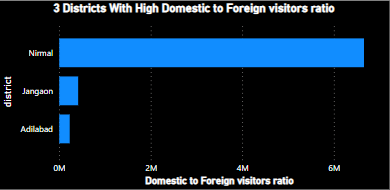 3 Districts With High Domestic to Foreign visitors ratio
Nirmal
Jangaon
Adilabad
district
0M 2M 4M 6M
Domestic to Foreign visitors ratio